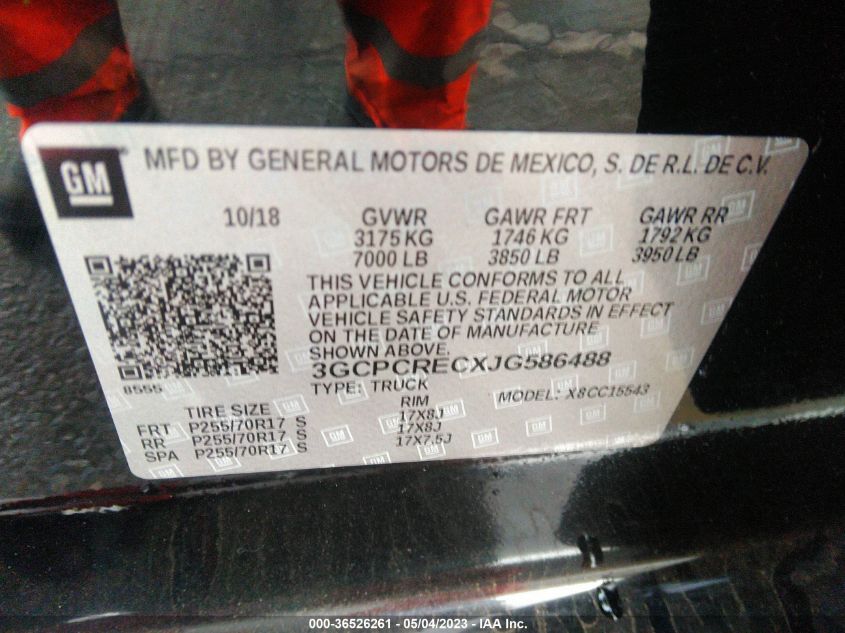 GM MFD BY GENERAL MOTORS DE MEXICO, S. DE R.L. DE C.V.
10/18 GVWR GAWR FRT GAWR RR
3175 KG 1746 KG 1792 KG
7000 LB 3850 LB 3950 LB
THIS VEHICLE CONFORMS TO ALL
APPLICABLE U.S. FEDERAL MOTOR
VEHICLE SAFETY STANDARDS IN EFFECT
ON THE DATE OF MANUFACTURE
SHOWN ABOVE.
3GCPCRECXJG586488
8555
TYPE: TRUCK MODEL: X8CC15543
TIRE SIZE RIM
FRT P255/70R17 S 17X8J
RR P255/70R17 S 17X8J
SPA P255/70R17 S 17X7.5J
000-36526261 - 05/04/2023 - IAA Inc.